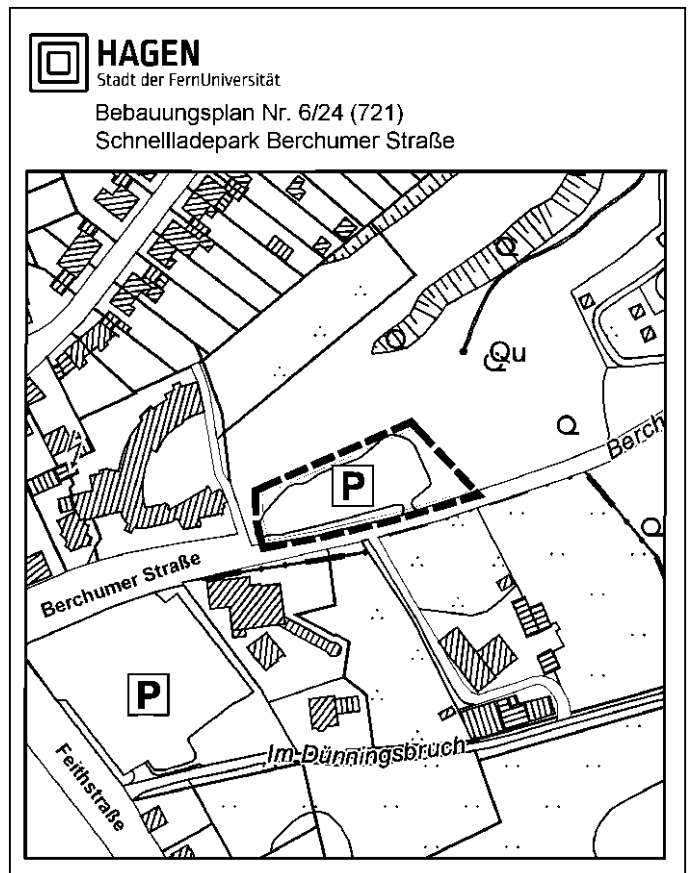 HAGEN
Stadt der FernUniversität
Bebauungsplan Nr. 6/24 (721)
Schnellladepark Berchumer Straße
Qu
P
Berch
Berchumer Straße
P
Im Dünningsbruch
Feithstraße